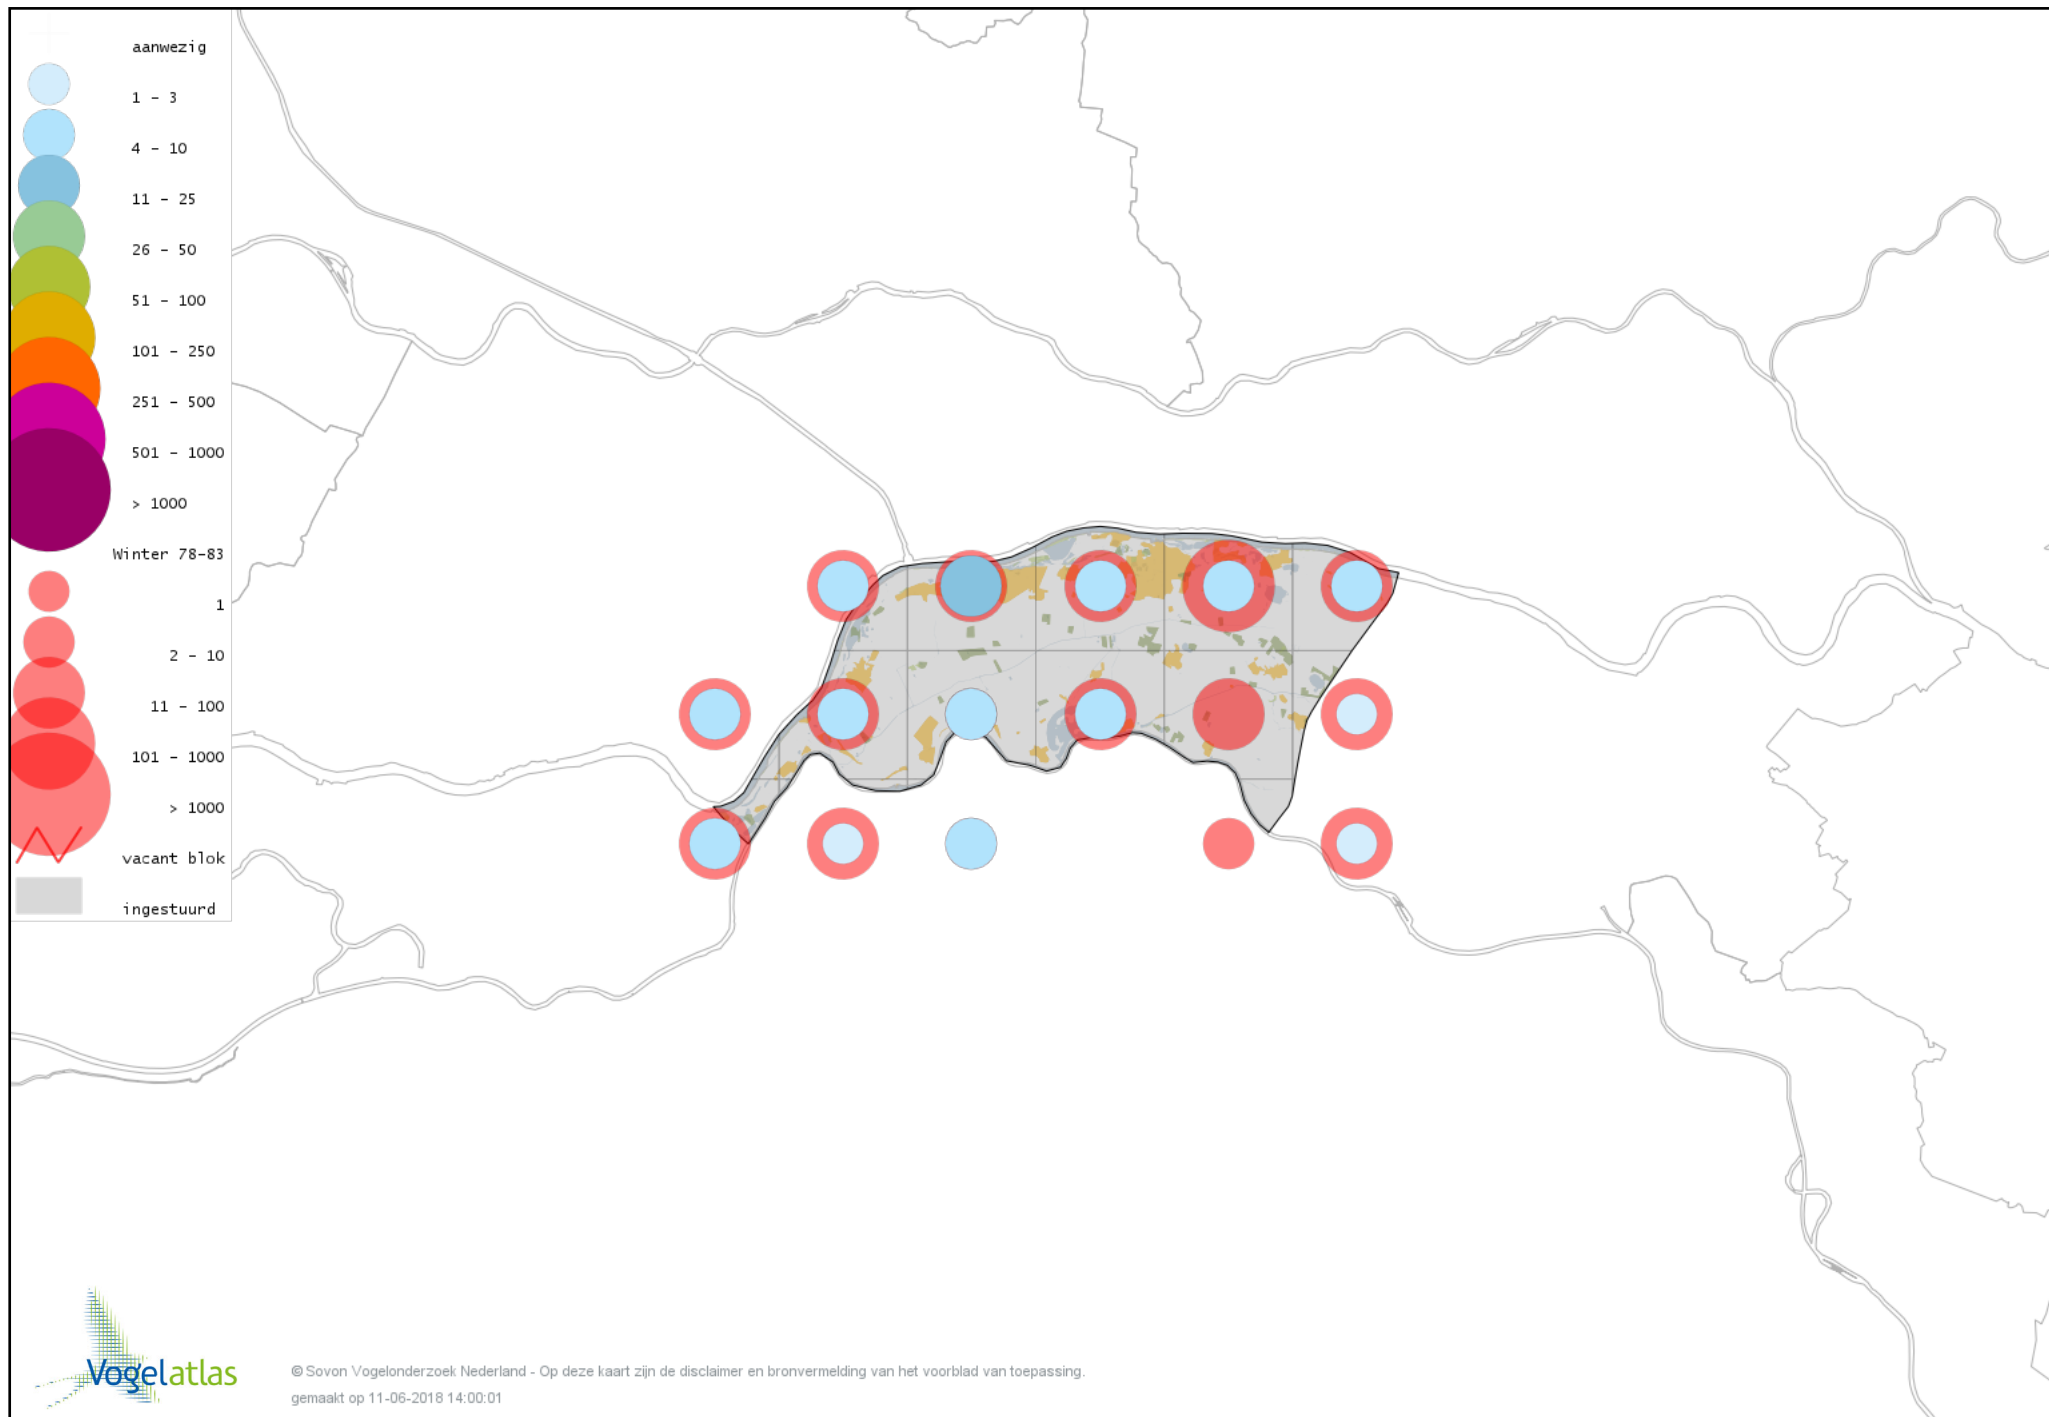 aanwezig
1 - 3
4 - 10
11 - 25
26 - 50
51 - 100
101 - 250
251 - 500
501 - 1000
> 1000
Winter 78-83
1
2 - 10
11 - 100
101 - 1000
> 1000
vacant blok
ingestuurd
Vogelatlas
© Sovon Vogelonderzoek Nederland - Op deze kaart zijn de disclaimer en bronvermelding van het voorblad van toepassing.
gemaakt op 11-06-2018 14:00:01